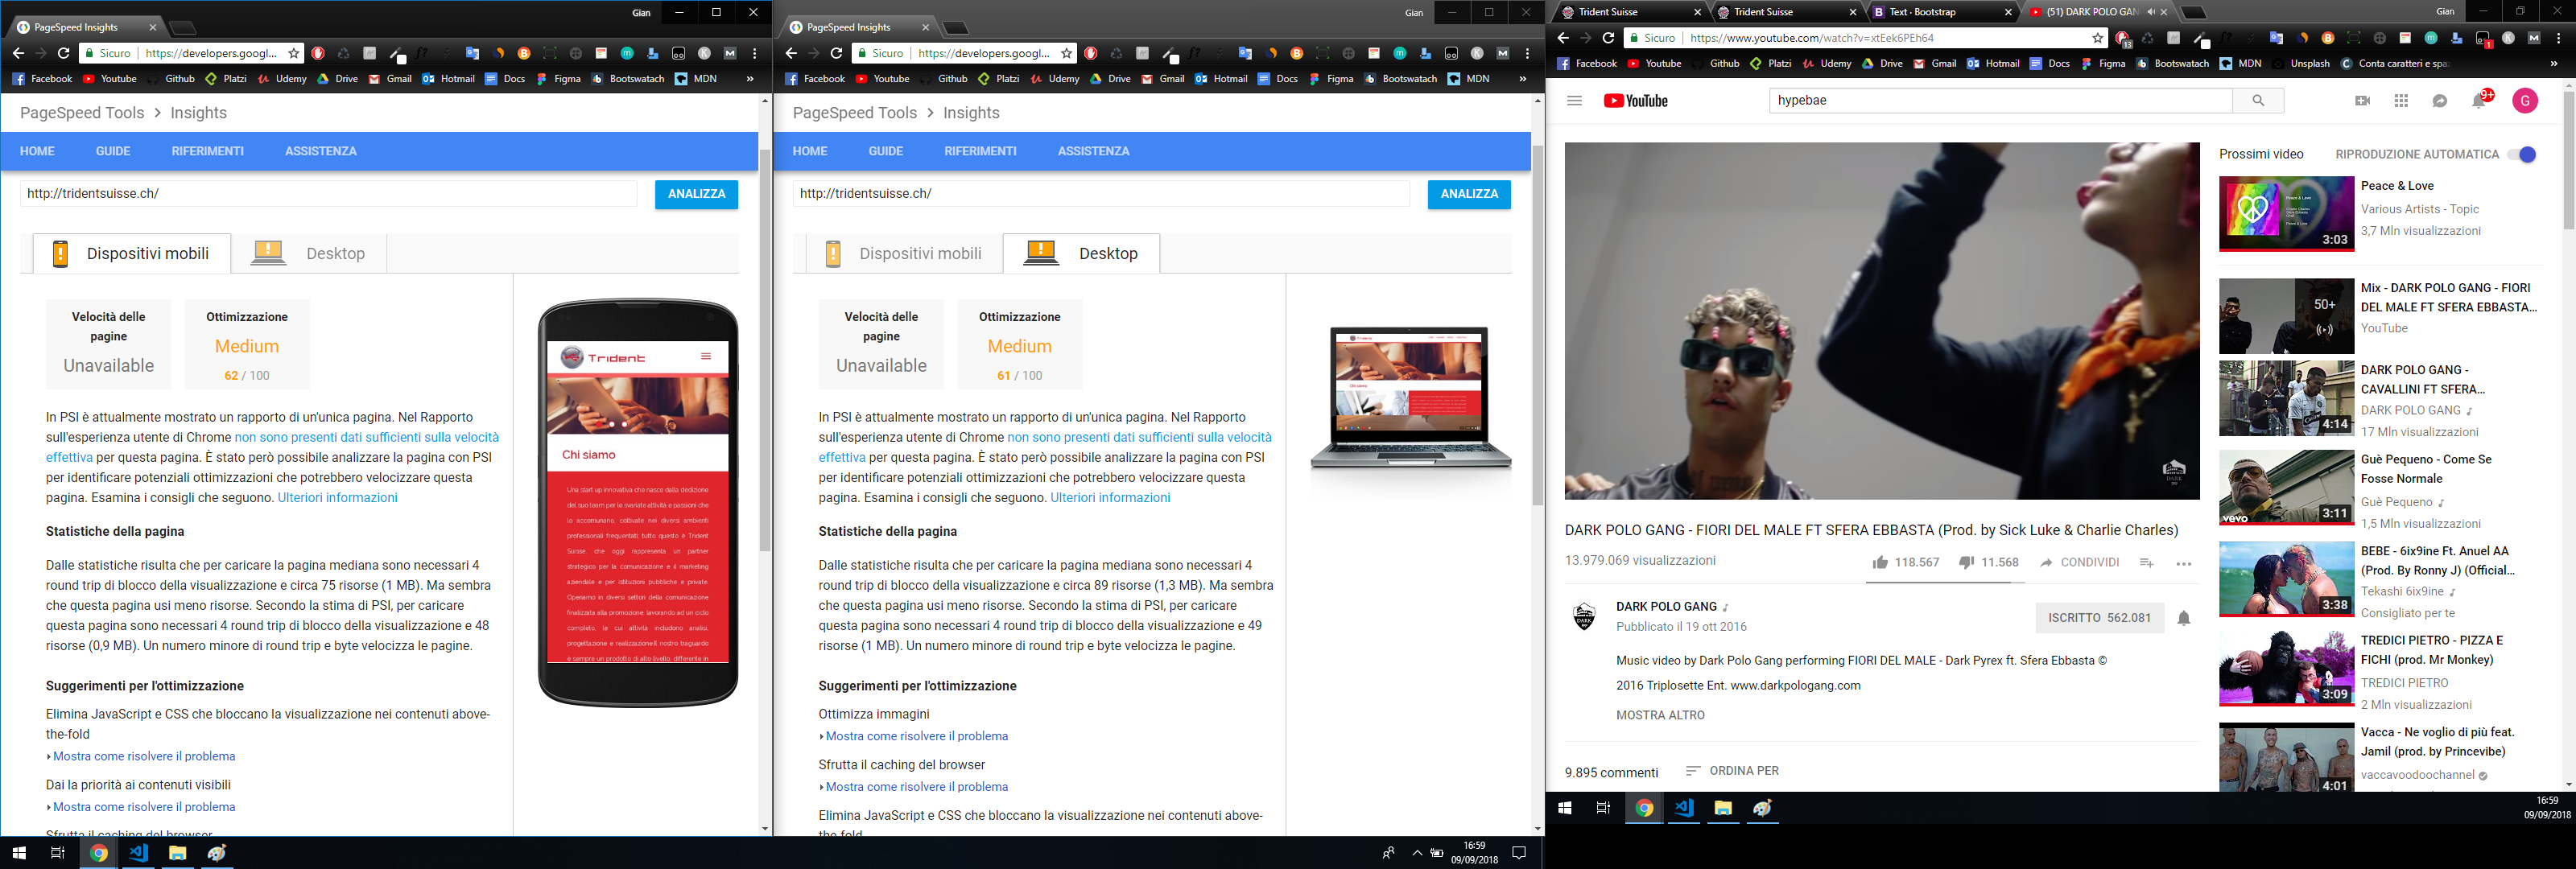 Gian
PageSpeed Insights
Sicuro
https://developers.googl...
Facebook
Youtube
Github
Platzi
Udemy
Drive
Gmail
Hotmail
Docs
Figma
Bootswatch
MDN
»
PageSpeed Tools > Insights
HOME
GUIDE
RIFERIMENTI
ASSISTENZA
http://tridentsuisse.ch/
ANALIZZA
Dispositivi mobili
Desktop
Velocità delle
pagine
Unavailable
Ottimizzazione
Medium
62 / 100
In PSI è attualmente mostrato un rapporto di un'unica pagina. Nel Rapporto
sull'esperienza utente di Chrome non sono presenti dati sufficienti sulla velocità
effettiva per questa pagina. È stato però possibile analizzare la pagina con PSI
per identificare potenziali ottimizzazioni che potrebbero velocizzare questa
pagina. Esamina i consigli che seguono. Ulteriori informazioni
Statistiche della pagina
Dalle statistiche risulta che per caricare la pagina mediana sono necessari 4
round trip di blocco della visualizzazione e circa 75 risorse (1 MB). Ma sembra
che questa pagina usi meno risorse. Secondo la stima di PSI, per caricare
questa pagina sono necessari 4 round trip di blocco della visualizzazione e 48
risorse (0,9 MB). Un numero minore di round trip e byte velocizza le pagine.
Suggerimenti per l'ottimizzazione
Elimina JavaScript e CSS che bloccano la visualizzazione nei contenuti above-
the-fold
Mostra come risolvere il problema
Dai la priorità ai contenuti visibili
Mostra come risolvere il problema
Sfrutta il caching del browser
Trident
Chi siamo
Una start up innovativa che nasce dalla dedizione
del suo team per le svariate attività e passioni che
lo accomunano, coltivate nei diversi ambienti
professionali frequentati; tutto questo è Trident
Suisse che oggi rappresenta un partner
strategico per la comunicazione e il marketing
aziendale e per istituzioni pubbliche e private.
Operiamo in diversi settori della comunicazione
finalizzata alla promozione, lavorando ad un ciclo
completo, le cui attività includono analisi,
progettazione e realizzazione.Il nostro traguardo
è sempre un prodotto di alto livello, differente in
Gian
PageSpeed Insights
Sicuro
https://developers.googl...
Facebook
Youtube
Github
Platzi
Udemy
Drive
Gmail
Hotmail
Docs
Figma
Bootswatch
MDN
»
PageSpeed Tools > Insights
HOME
GUIDE
RIFERIMENTI
ASSISTENZA
http://tridentsuisse.ch/
ANALIZZA
Dispositivi mobili
Desktop
Velocità delle
pagine
Unavailable
Ottimizzazione
Medium
61 / 100
In PSI è attualmente mostrato un rapporto di un'unica pagina. Nel Rapporto
sull'esperienza utente di Chrome non sono presenti dati sufficienti sulla velocità
effettiva per questa pagina. È stato però possibile analizzare la pagina con PSI
per identificare potenziali ottimizzazioni che potrebbero velocizzare questa
pagina. Esamina i consigli che seguono. Ulteriori informazioni
Statistiche della pagina
Dalle statistiche risulta che per caricare la pagina mediana sono necessari 4
round trip di blocco della visualizzazione e circa 89 risorse (1,3 MB). Ma sembra
che questa pagina usi meno risorse. Secondo la stima di PSI, per caricare
questa pagina sono necessari 4 round trip di blocco della visualizzazione e 49
risorse (1 MB). Un numero minore di round trip e byte velocizza le pagine.
Suggerimenti per l'ottimizzazione
Ottimizza immagini
Mostra come risolvere il problema
Sfrutta il caching del browser
Mostra come risolvere il problema
Elimina JavaScript e CSS che bloccano la visualizzazione nei contenuti above-
the-fold
Chi siamo
16:59
09/09/2018
Trident Suisse
Trident Suisse
Text · Bootstrap
(51) DARK POLO GAN
Gian
Sicuro
https://www.youtube.com/watch?v=xtEek6PEh64
13
1
Facebook
Youtube
Github
Platzi
Udemy
Drive
Gmail
Hotmail
Docs
Figma
Bootswatch
MDN
Unsplash
Conta caratteri e spaz
»
YouTube
hypebae
9+
G
DARK
DARK POLO GANG - FIORI DEL MALE FT SFERA EBBASTA (Prod. by Sick Luke & Charlie Charles)
13.979.069 visualizzazioni
118.567
11.568
CONDIVIDI
DARK
DARK POLO GANG
Pubblicato il 19 ott 2016
ISCRITTO 562.081
Music video by Dark Polo Gang performing FIORI DEL MALE - Dark Pyrex ft. Sfera Ebbasta ©
2016 Triplosette Ent. www.darkpologang.com
MOSTRA ALTRO
9.895 commenti
ORDINA PER
Prossimi video
RIPRODUZIONE AUTOMATICA
Peace & Love
3:03
Peace & Love
Various Artists - Topic
3,7 Mln visualizzazioni
50+
Mix - DARK POLO GANG - FIORI
DEL MALE FT SFERA EBBASTA...
YouTube
4:14
DARK POLO GANG -
CAVALLINI FT SFERA...
DARK POLO GANG
17 Mln visualizzazioni
vevo
3:11
Guè Pequeno - Come Se
Fosse Normale
Guè Pequeno
1,5 Mln visualizzazioni
3:38
BEBE - 6ix9ine Ft. Anuel AA
(Prod. By Ronny J) (Official...
Tekashi 6ix9ine
Consigliato per te
3:09
TREDICI PIETRO - PIZZA E
FICHI (prod. Mr Monkey)
TREDICI PIETRO
2 Mln visualizzazioni
4:01
Vacca - Ne voglio di più feat.
Jamil (prod. by Princevibe)
vaccavoodoochannel
16:59
09/09/2018